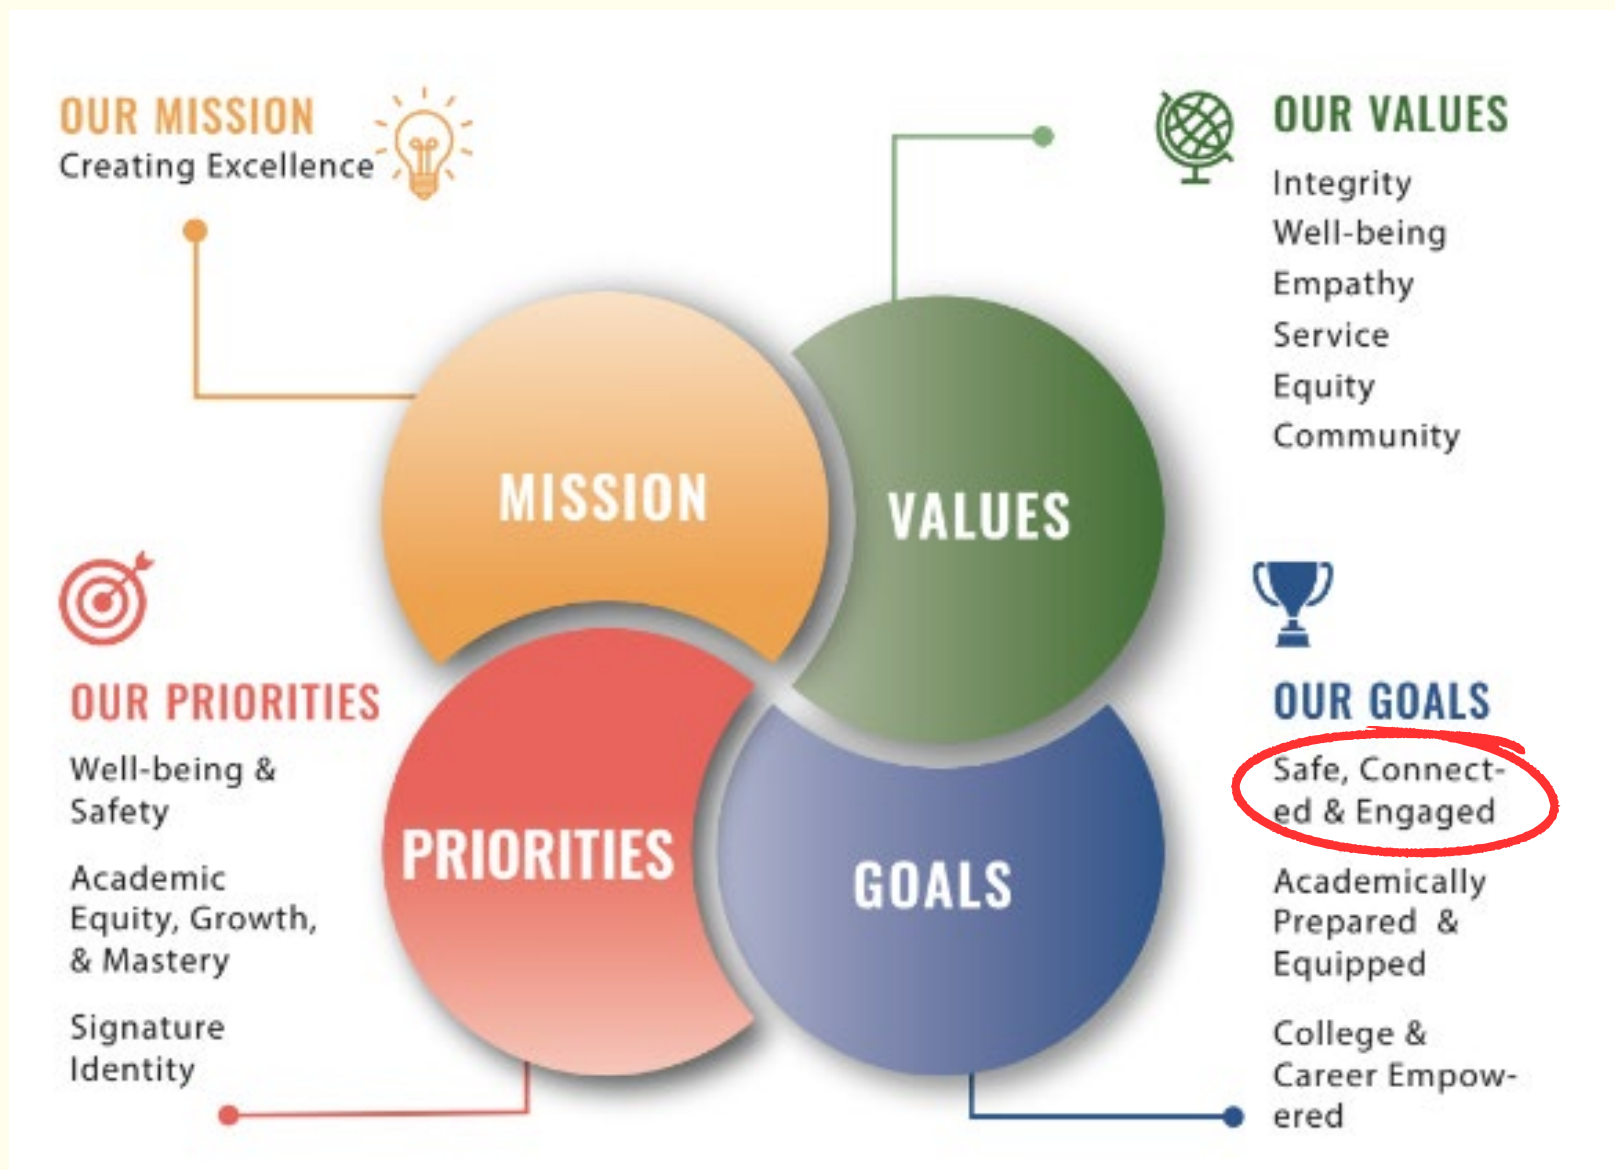 OUR MISSION
Creating Excellence
OUR VALUES
Integrity
Well-being
Empathy
Service
Equity
Community
MISSION
VALUES
PRIORITIES
GOALS
OUR PRIORITIES
Well-being &
Safety
Academic
Equity, Growth,
& Mastery
Signature
Identity
OUR GOALS
Safe, Connect-
ed & Engaged
Academically
Prepared &
Equipped
College &
Career Empow-
ered